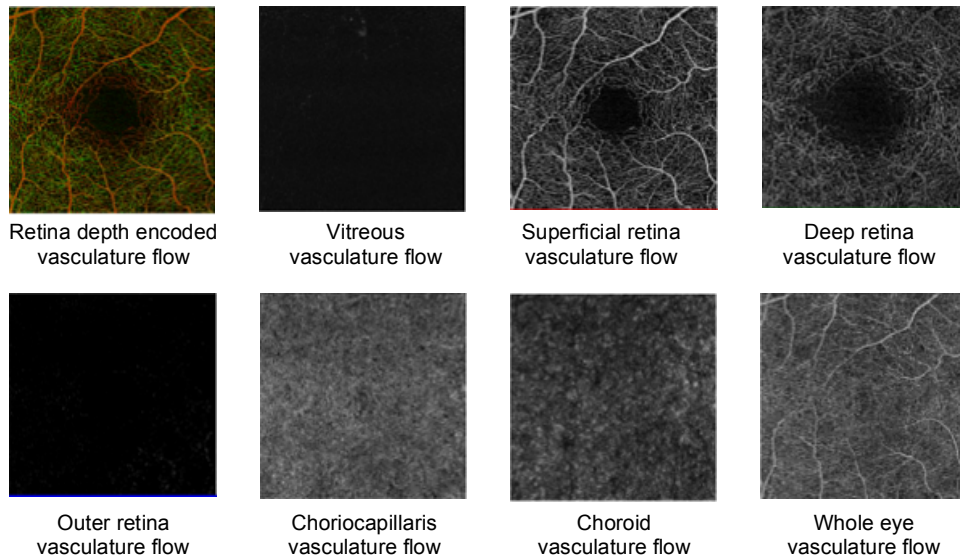 Retina depth encoded
vasculature flow
Vitreous
vasculature flow
Superficial retina
vasculature flow
Deep retina
vasculature flow
Outer retina
vasculature flow
Choriocapillaris
vasculature flow
Choroid
vasculature flow
Whole eye
vasculature flow